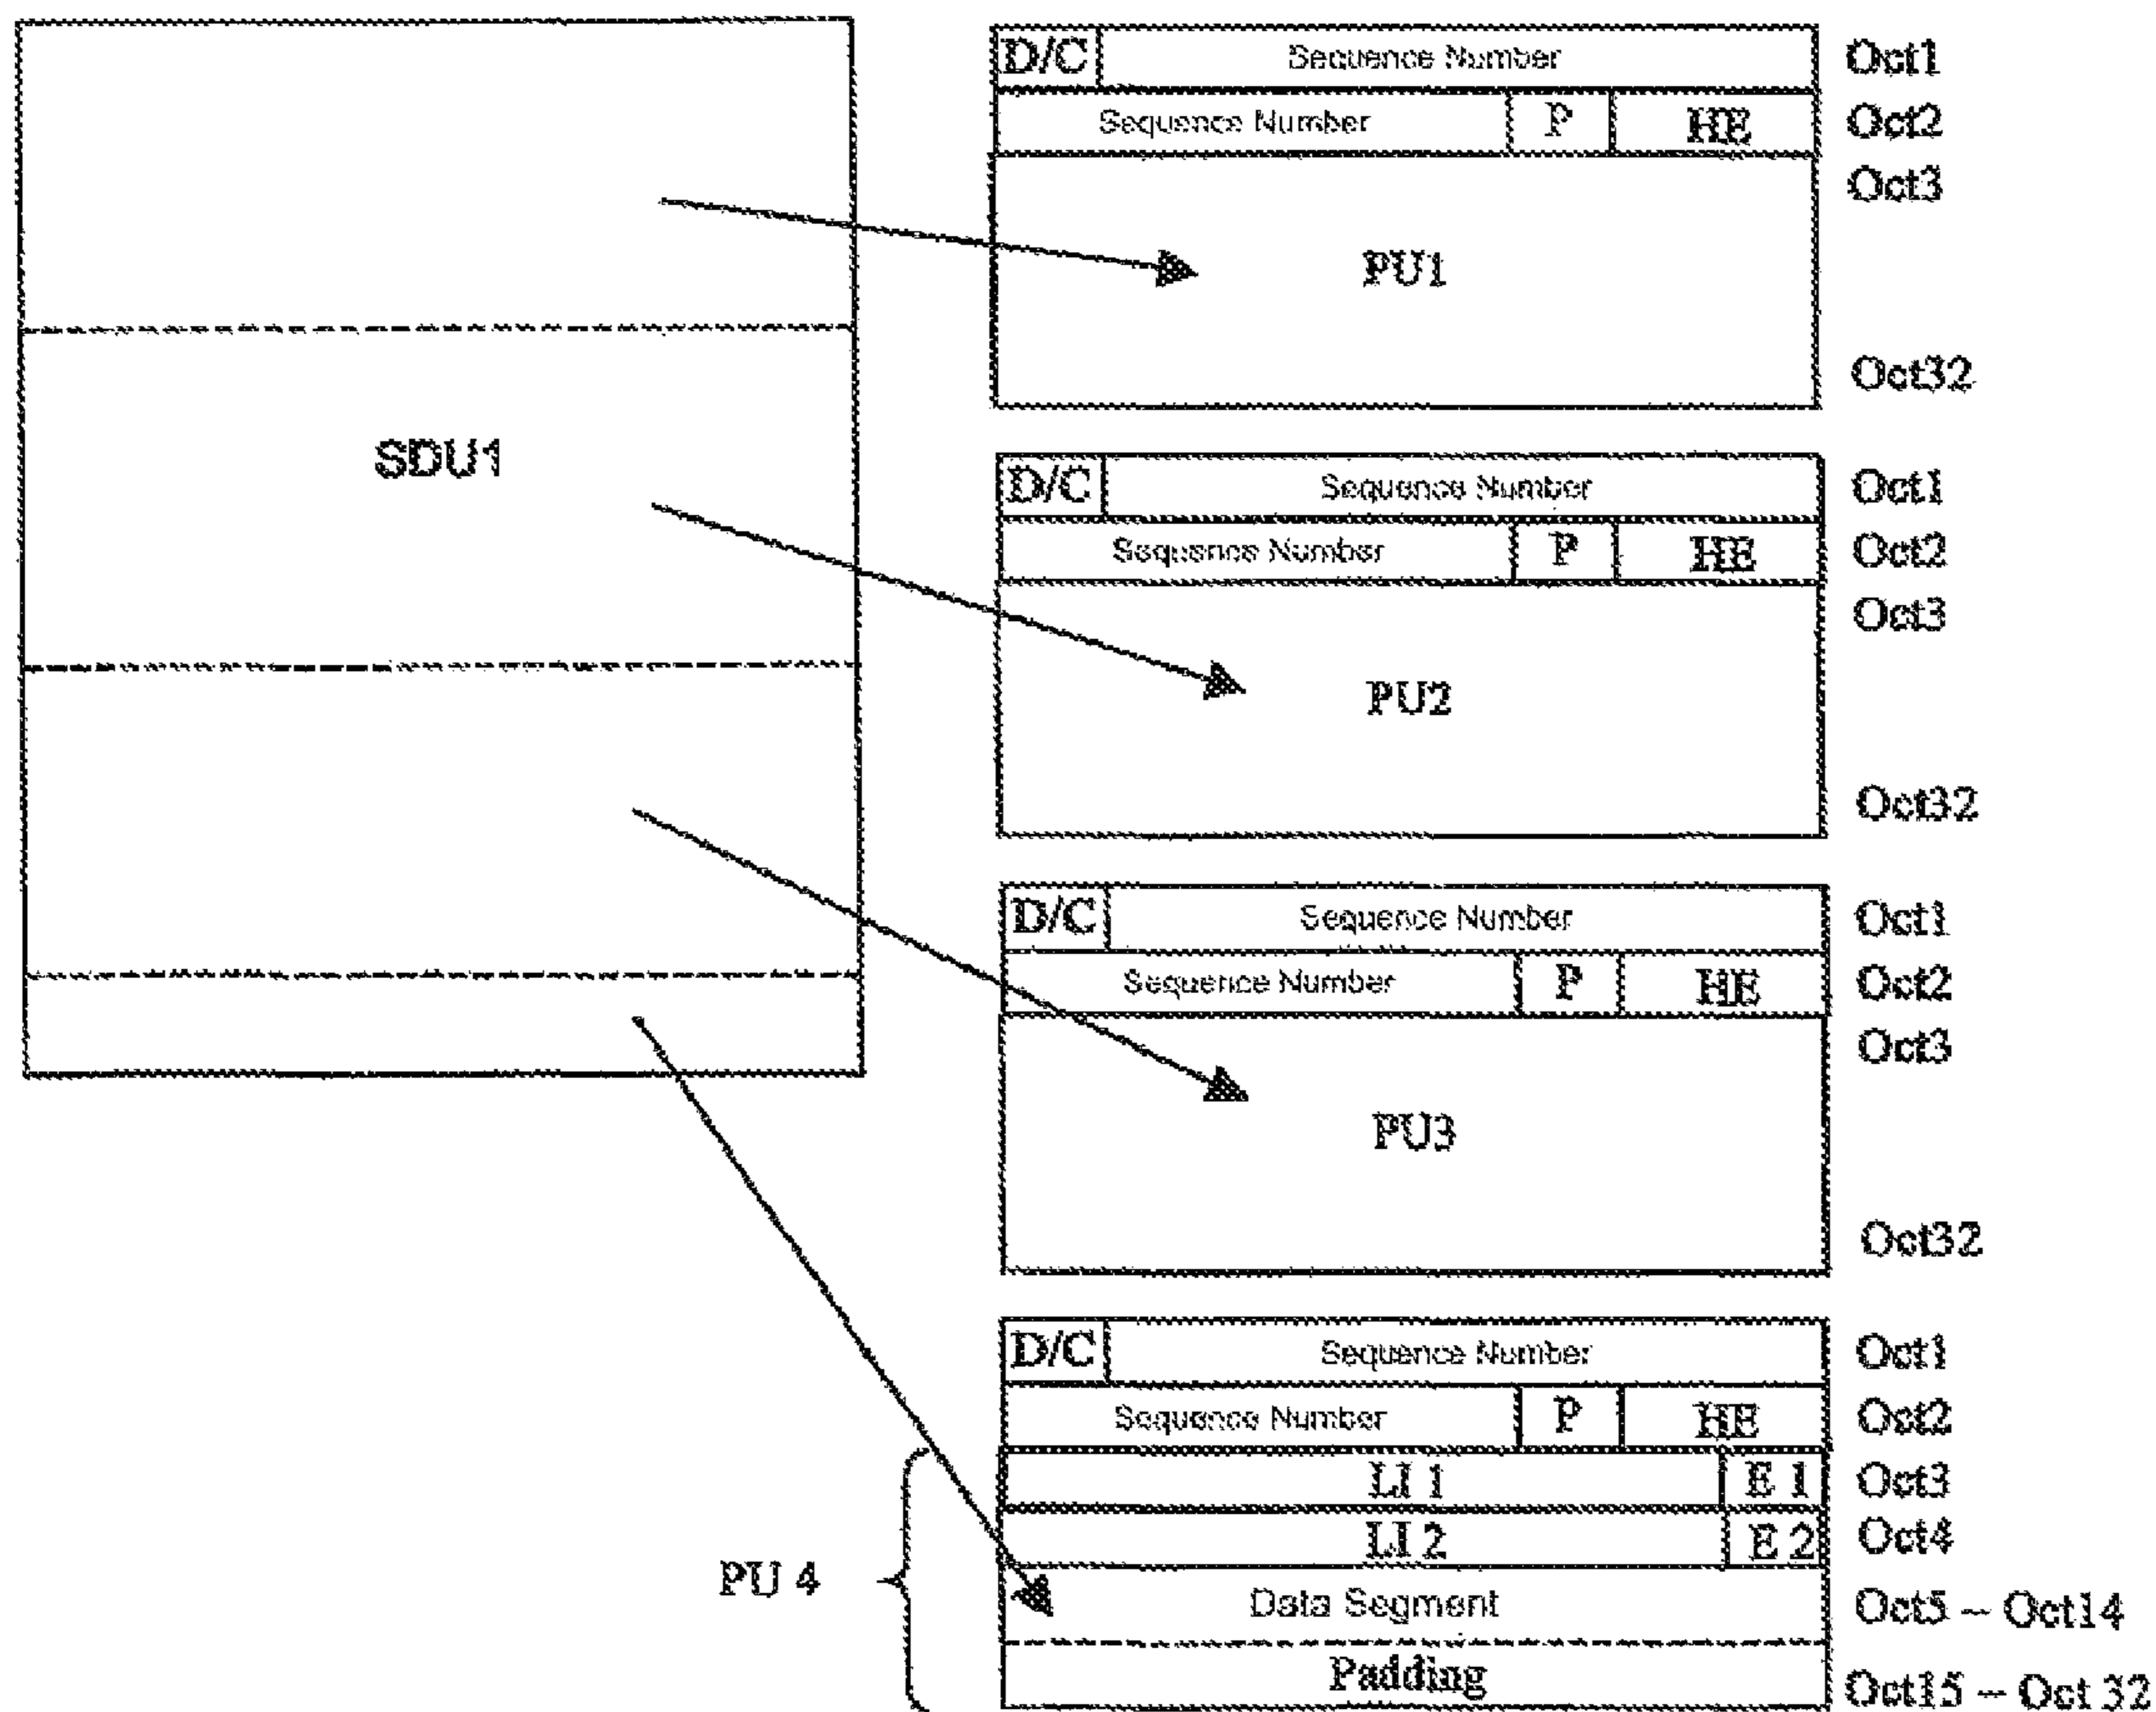 SDU1
D/C Sequence Number Oct1
Sequence Number P HE Oct2
Oct3
PU1
Oct32
D/C Sequence Number Oct1
Sequence Number P HE Oct2
Oct3
PU2
Oct32
D/C Sequence Number Oct1
Sequence Number P HE Oct2
Oct3
PU3
Oct32
D/C Sequence Number Oct1
Sequence Number P HE Oct2
LI 1 E 1 Oct3
LI 2 E 2 Oct4
PU 4
Data Segment Oct5 – Oct14
Padding Oct15 – Oct 32